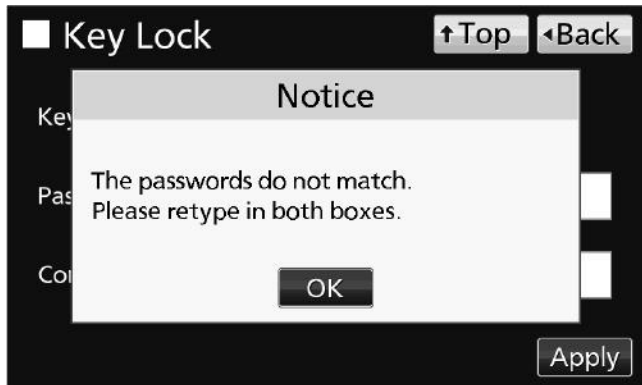 Key Lock
↑Top
◂Back
Notice
The passwords do not match.
Please retype in both boxes.
OK
Apply